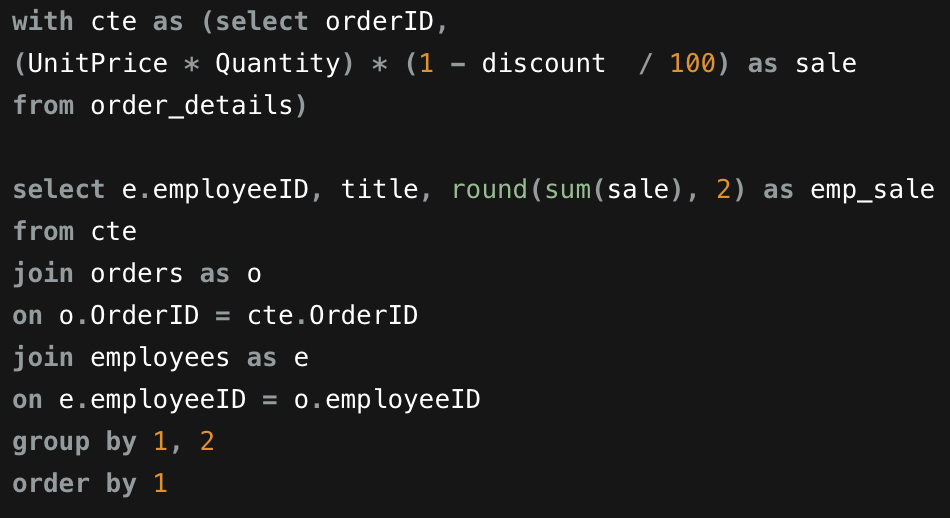 with cte as (select orderID,
(UnitPrice * Quantity) * (1 - discount  / 100) as sale
from order_details)

select e.employeeID, title, round(sum(sale), 2) as emp_sale
from cte
join orders as o
on o.OrderID = cte.OrderID
join employees as e
on e.employeeID = o.employeeID
group by 1, 2
order by 1